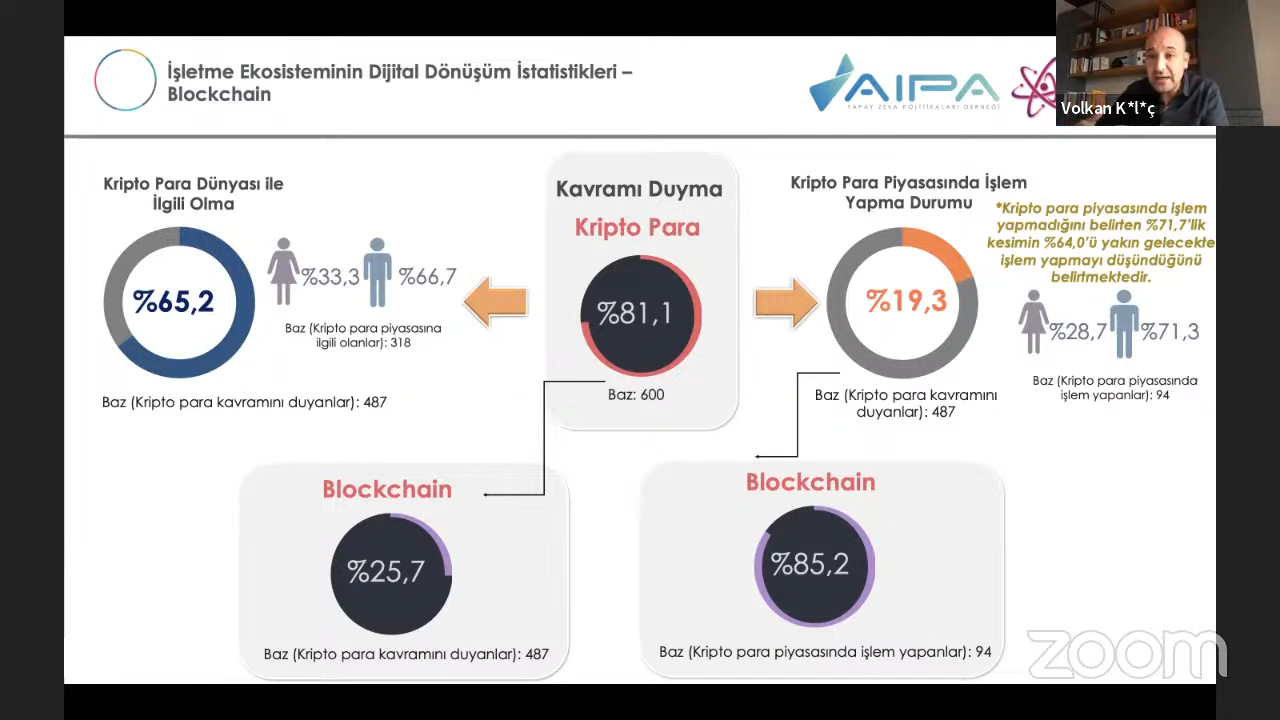 İşletme Ekosisteminin Dijital Dönüşüm İstatistikleri –
Blockchain
AIPA
YAPAY ZEKA POLİTİKALARI DERNEĞİ
Volkan K*l*ç
Kripto Para Dünyası ile
İlgili Olma
%65,2
%33,3
%66,7
Baz (Kripto para piyasasına
ilgili olanlar): 318
Baz (Kripto para kavramını duyanlar): 487
Kavramı Duyma
Kripto Para
%81,1
Baz: 600
Kripto Para Piyasasında İşlem
Yapma Durumu
%19,3
Baz (Kripto para kavramını
duyanlar): 487
*Kripto para piyasasında işlem
yapmadığını belirten %71,7'lik
kesimin %64,0'ü yakın gelecekte
işlem yapmayı düşündüğünü
belirtmektedir.
%28,7
%71,3
Baz (Kripto para piyasasında
işlem yapanlar): 94
Blockchain
%25,7
Baz (Kripto para kavramını duyanlar): 487
Blockchain
%85,2
Baz (Kripto para piyasasında işlem yapanlar): 94
zoom